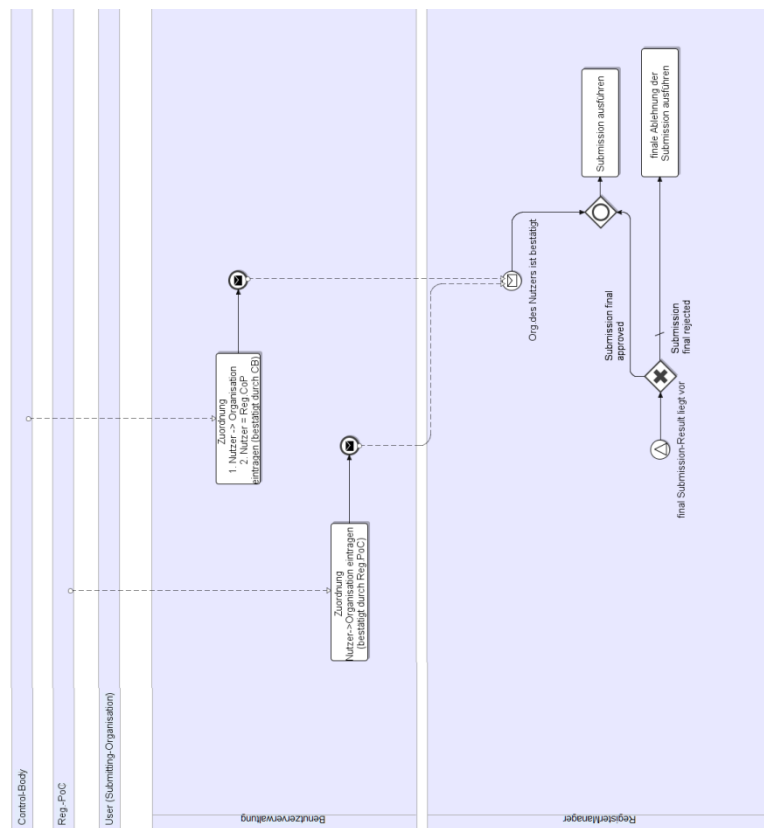 Control-Body
Reg.-PoC
User (Submitting-Organisation)
Benutzerverwaltung
Zuordnung
1. Nutzer -> Organisation
2. Nutzer = Reg.CoP
eintragen (bestätigt durch CB)
Zuordnung
Nutzer->Organisation eintragen
(bestätigt durch Reg.PoC)
RegisterManager
Org.des Nutzers ist bestätigt
Submission ausführen
finale Ablehnung der
Submission ausführen
Submission final
approved
Submission
final rejected
final Submission-Result liegt vor